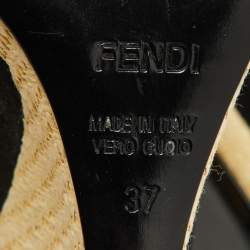 FENDI
MADE IN ITALY
VERO CUOIO
37